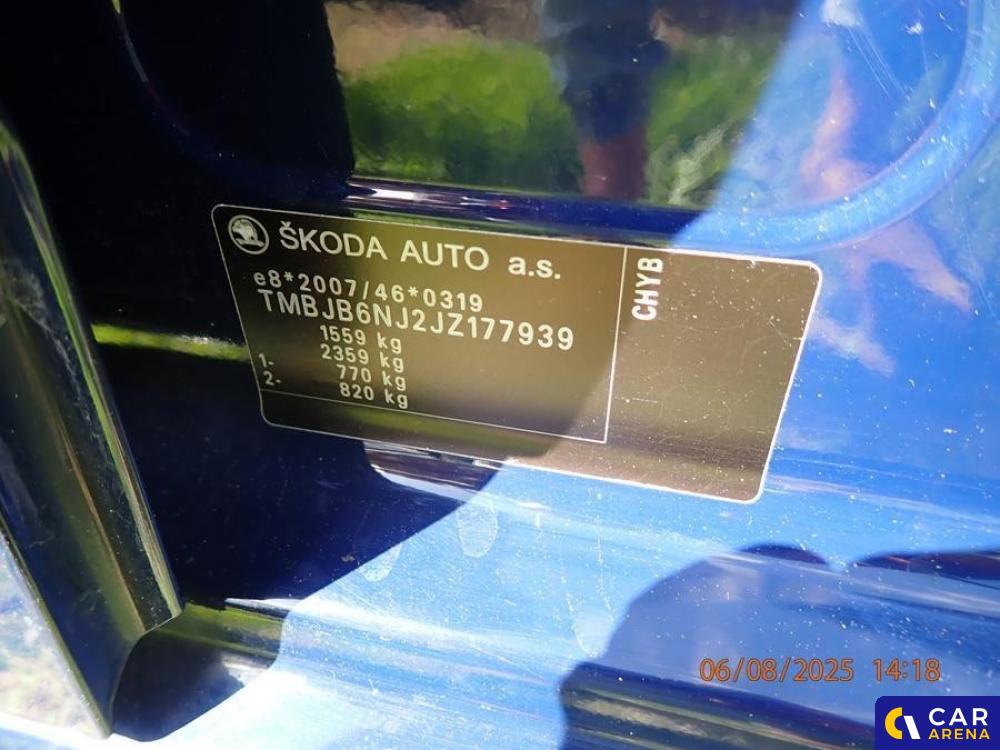 ŠKODA AUTO a.s.
e8*2007/46*0319
TMBJB6NJ2JZ177939
1559 kg
2359 kg
1- 770 kg
2- 820 kg
CHYB
06/08/2025 14:18
CAR
ARENA